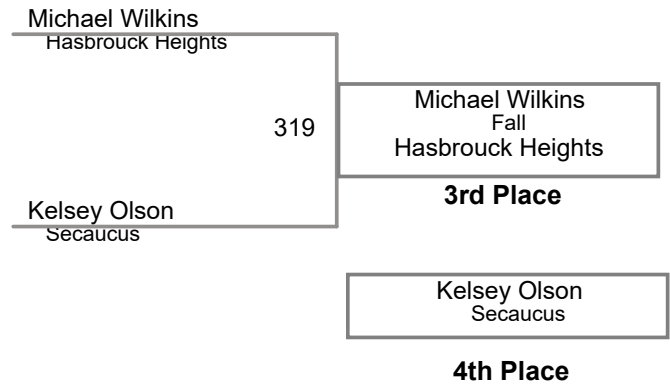 Michael Wilkins
Hasbrouck Heights
319
Michael Wilkins
Fall
Hasbrouck Heights
3rd Place
Kelsey Olson
Secaucus
Kelsey Olson
Secaucus
4th Place